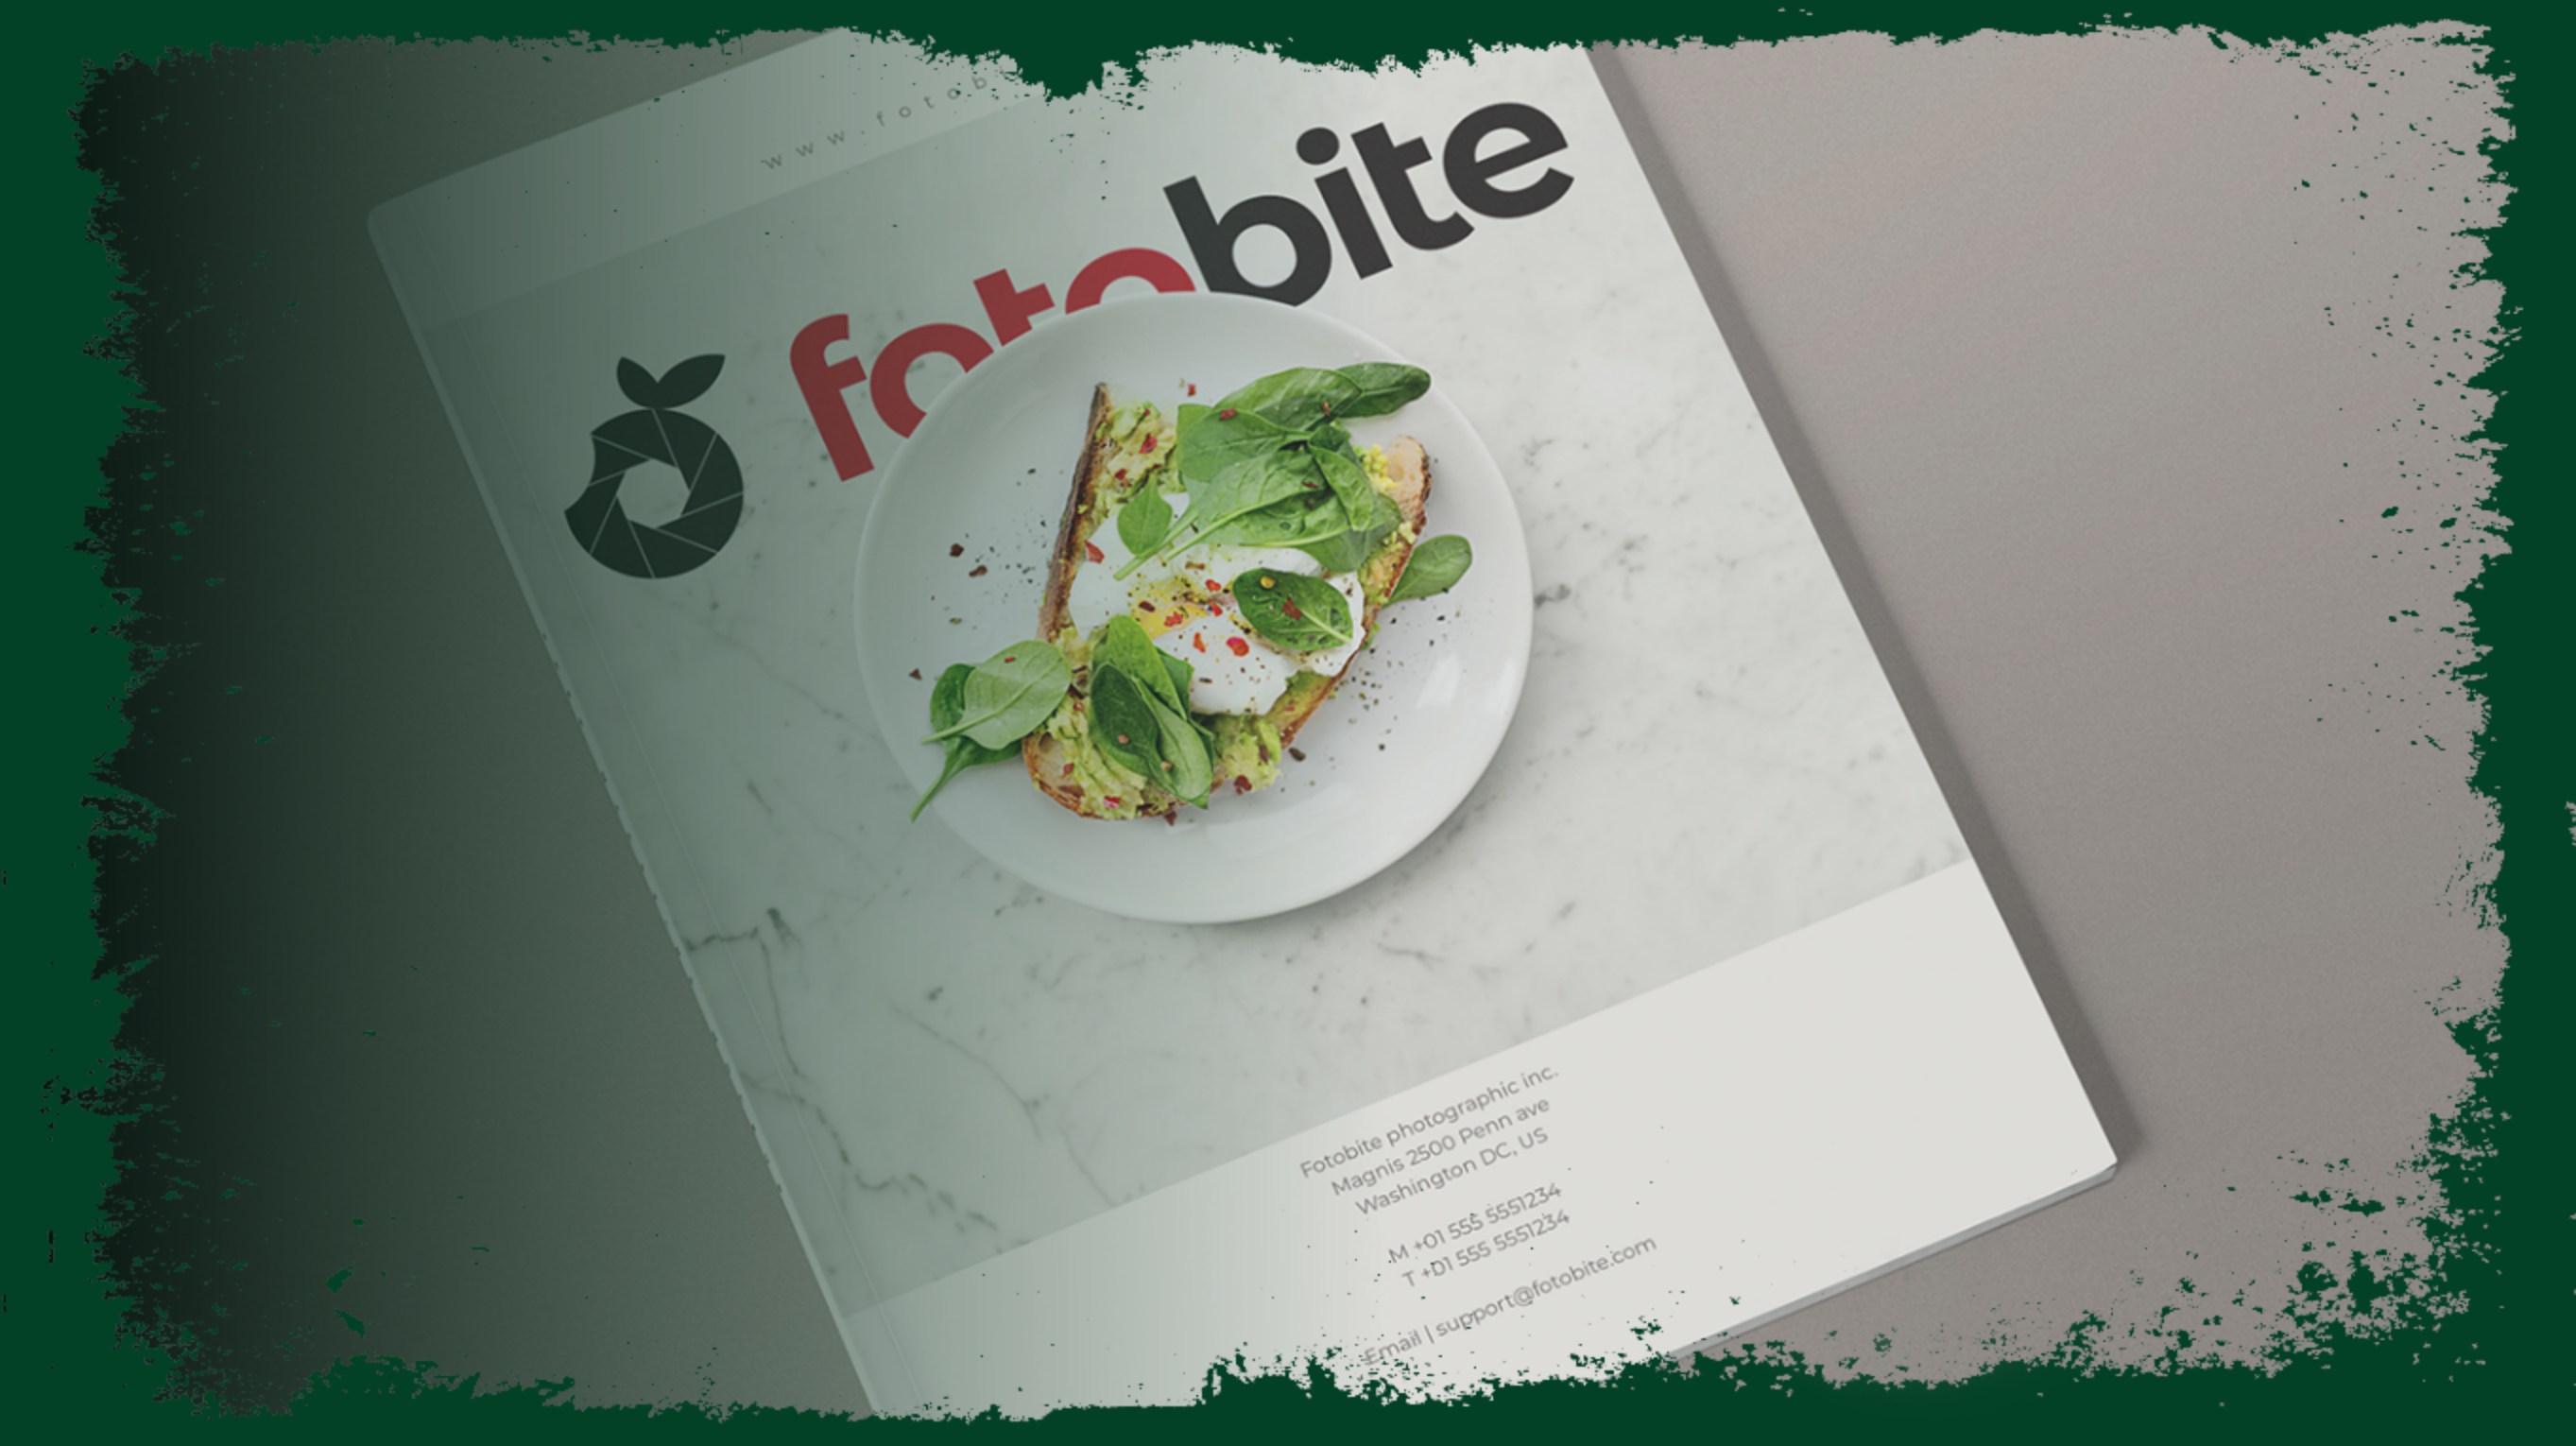 www.fotob
fotobite
Fotobite photographic inc.
Magnis 2500 Penn ave
Washington DC, US
M +01 555 5551234
T +01 555 5551234
Email | support@fotobite.com